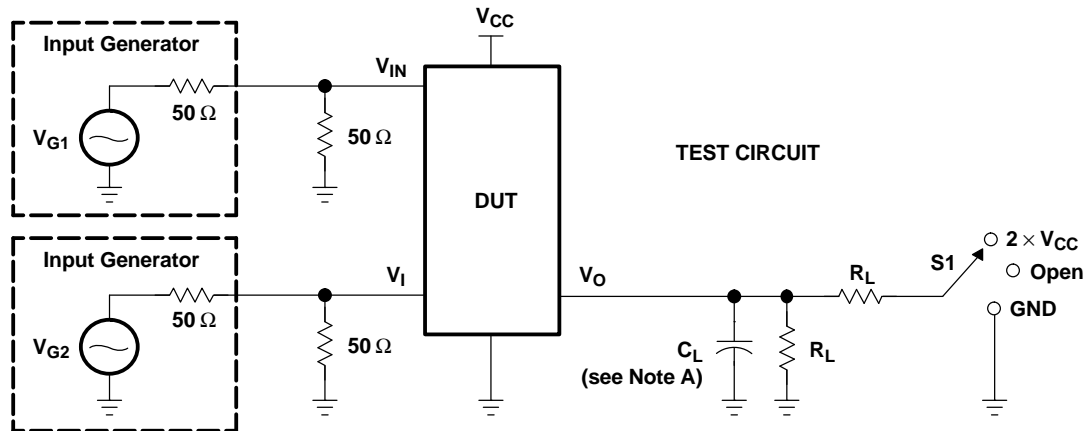 V_CC
Input Generator
V_G1
50 Ω
V_IN
50 Ω
DUT
TEST CIRCUIT
Input Generator
V_G2
50 Ω
V_I
50 Ω
V_O
C_L
(see Note A)
R_L
R_L
S1
2 × V_CC
Open
GND